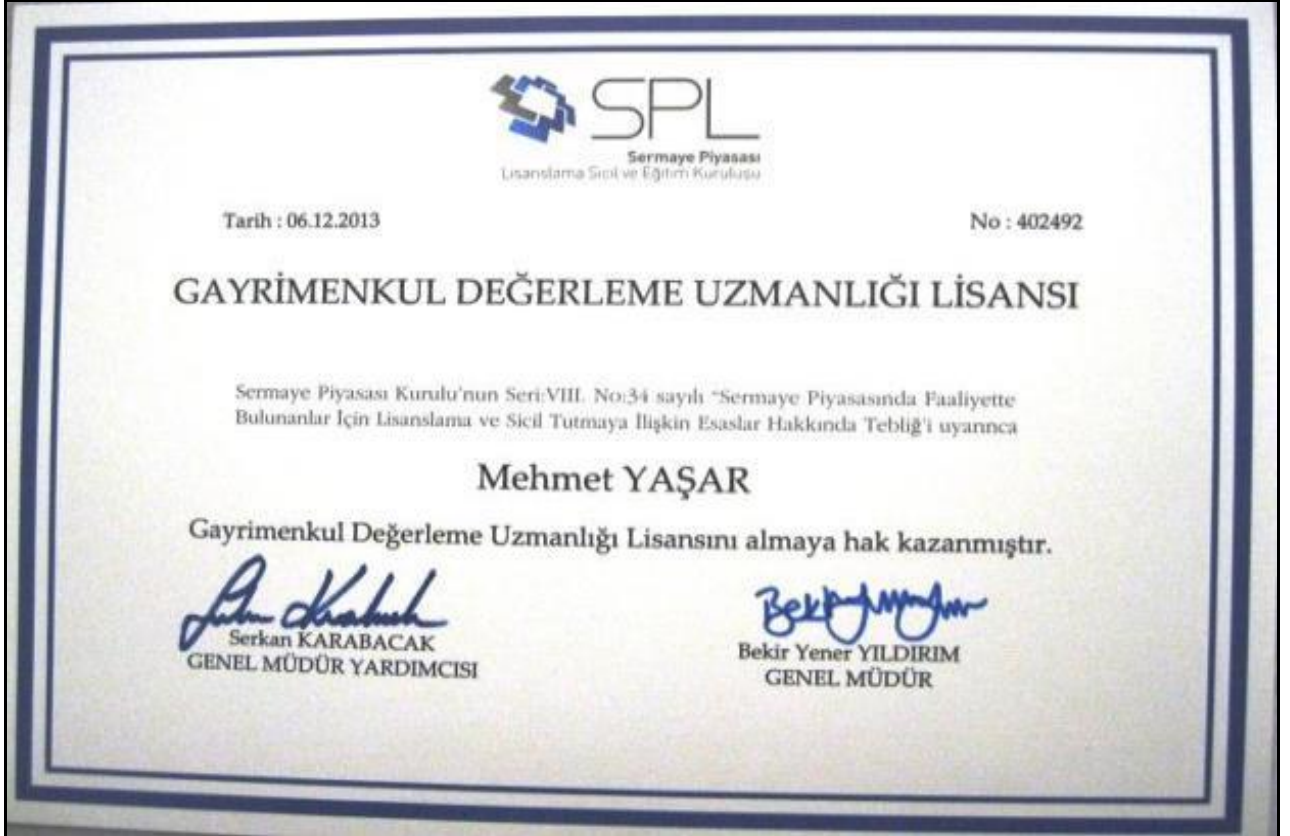 SPL
Sermaye Piyasası
Lisanslama Sicil ve Eğitim Kuruluşu
Tarih : 06.12.2013
No : 402492
GAYRİMENKUL DEĞERLEME UZMANLIĞI LİSANSI
Sermaye Piyasası Kurulu'nun Seri:VIII. No:34 sayılı "Sermaye Piyasasında Faaliyette
Bulunanlar İçin Lisanslama ve Sicil Tutmaya İlişkin Esaslar Hakkında Tebliğ'i uyarınca
Mehmet YAŞAR
Gayrimenkul Değerleme Uzmanlığı Lisansını almaya hak kazanmıştır.
Serkan KARABACAK
GENEL MÜDÜR YARDIMCISI
Bekir Yener YILDIRIM
GENEL MÜDÜR